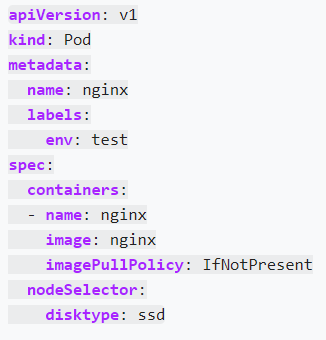 apiVersion: v1
kind: Pod
metadata:
  name: nginx
  labels:
    env: test
spec:
  containers:
  - name: nginx
    image: nginx
    imagePullPolicy: IfNotPresent
  nodeSelector:
    disktype: ssd